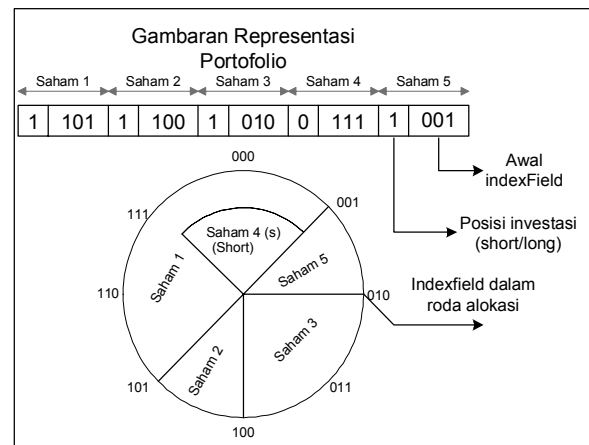 Gambaran Representasi
Portofolio
Saham 1 Saham 2 Saham 3 Saham 4 Saham 5
1 101 1 100 1 010 0 111 1 001
Awal
indexField
Posisi investasi
(short/long)
Indexfield dalam
roda alokasi
000
001
010
011
100
101
110
111
Saham 4 (s)
(Short)
Saham 5
Saham 3
Saham 2
Saham 1